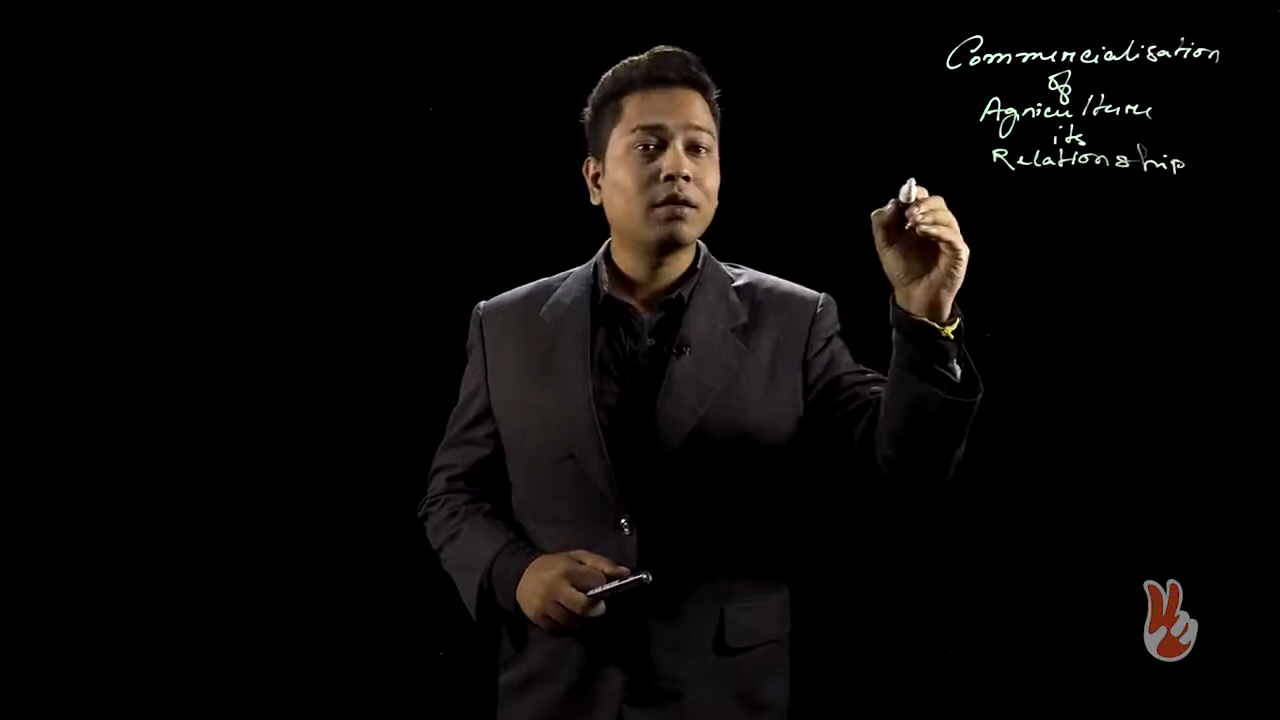 Commercialisation
of
Agriculture
its
Relationship